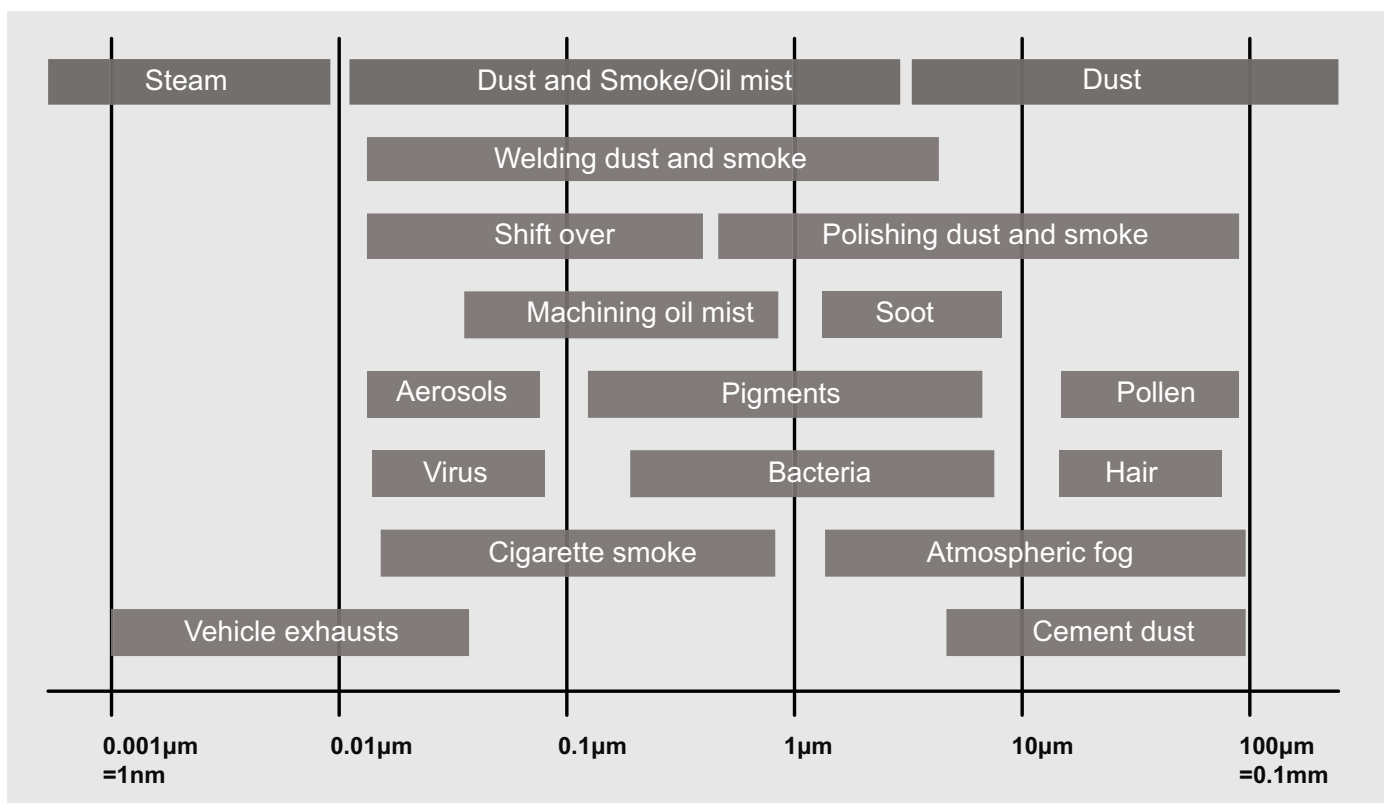 Steam
Dust and Smoke/Oil mist
Dust
Welding dust and smoke
Shift over
Polishing dust and smoke
Machining oil mist
Soot
Aerosols
Pigments
Pollen
Virus
Bacteria
Hair
Cigarette smoke
Atmospheric fog
Vehicle exhausts
Cement dust
0.001µm
=1nm
0.01µm
0.1µm
1µm
10µm
100µm
=0.1mm